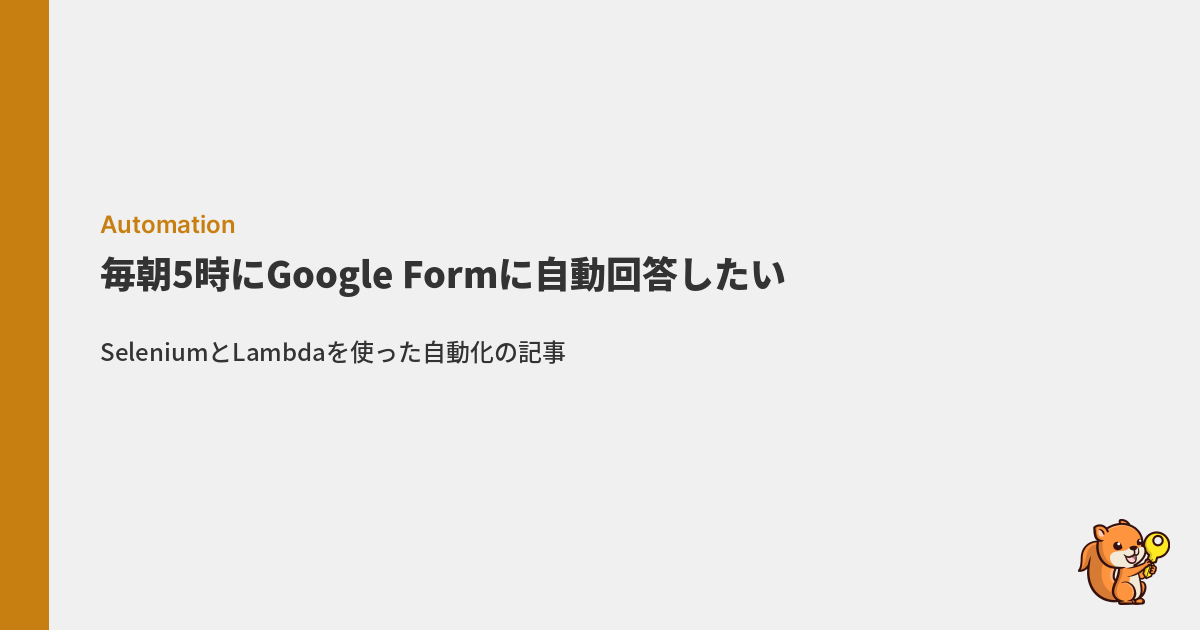 Automation
毎朝5時にGoogle Formに自動回答したい
SeleniumとLambdaを使った自動化の記事